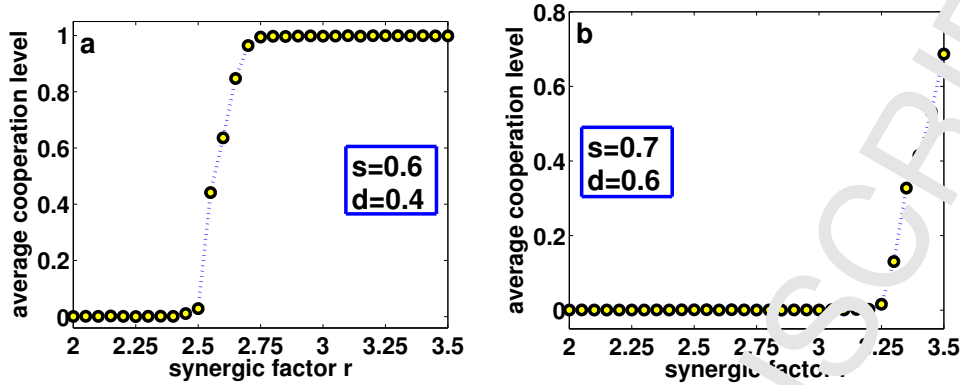 a
average cooperation level
1
0.8
0.6
0.4
0.2
0
s=0.6
d=0.4
2 2.25 2.5 2.75 3 3.25 3.5
synergic factor r
b
average cooperation level
0.8
0.6
0.4
0.2
0
s=0.7
d=0.6
2 2.25 2.5 2.75 3 3.25 3.5
synergic